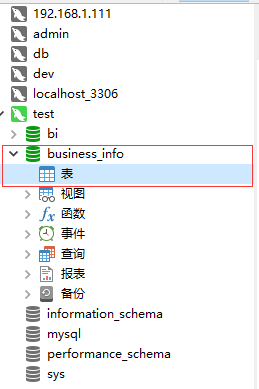 192.168.1.111
admin
db
dev
localhost_3306
test
bi
business_info
表
视图
fx 函数
事件
查询
报表
备份
information_schema
mysql
performance_schema
sys